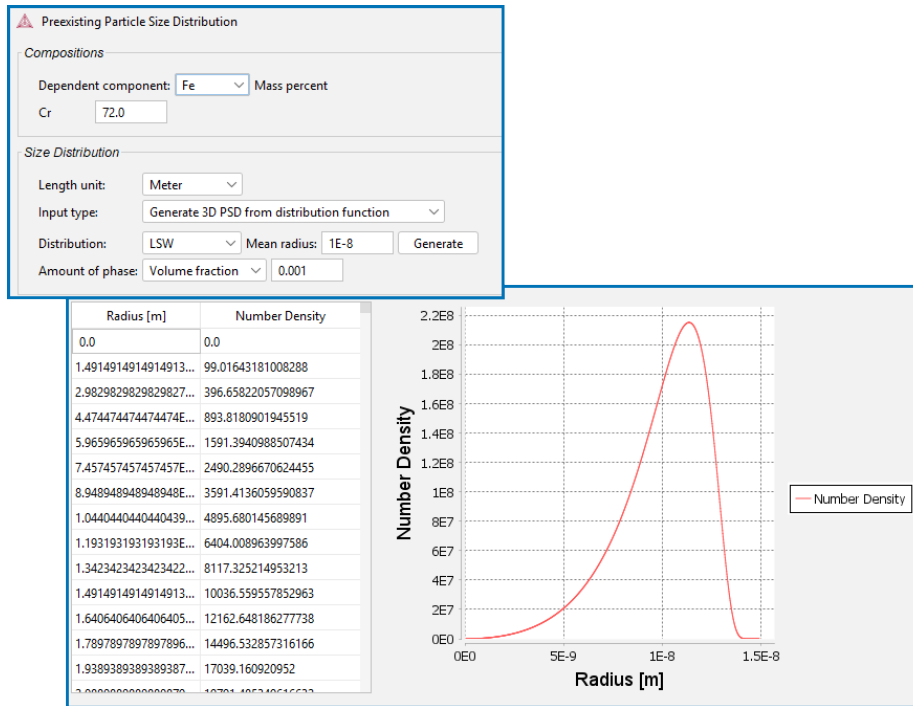 Preexisting Particle Size Distribution
Compositions
Dependent component: Fe Mass percent
Cr 72.0
Size Distribution
Length unit: Meter
Input type: Generate 3D PSD from distribution function
Distribution: LSW Mean radius: 1E-8 Generate
Amount of phase: Volume fraction 0.001
Radius [m] Number Density
0.0 0.0
1.4914914914914913... 99.01643181008288
2.9829829829829827... 396.65822057098967
4.474474474474474E... 893.8180901945519
5.965965965965965E... 1591.3940988507434
7.457457457457457E... 2490.2896670624455
8.948948948948948E... 3591.4136059590837
1.0440440440440439... 4895.680145689891
1.193193193193193E... 6404.008963997586
1.3423423423423422... 8117.325214953213
1.4914914914914913... 10036.559557852963
1.6406406406406405... 12162.648186277738
1.7897897897897896... 14496.532857316166
1.9389389389389387... 17039.160920952
2.2E8
2E8
1.8E8
1.6E8
1.4E8
1.2E8
1E8
8E7
6E7
4E7
2E7
0E0
Number Density
0E0 5E-9 1E-8 1.5E-8
Radius [m]
Number Density